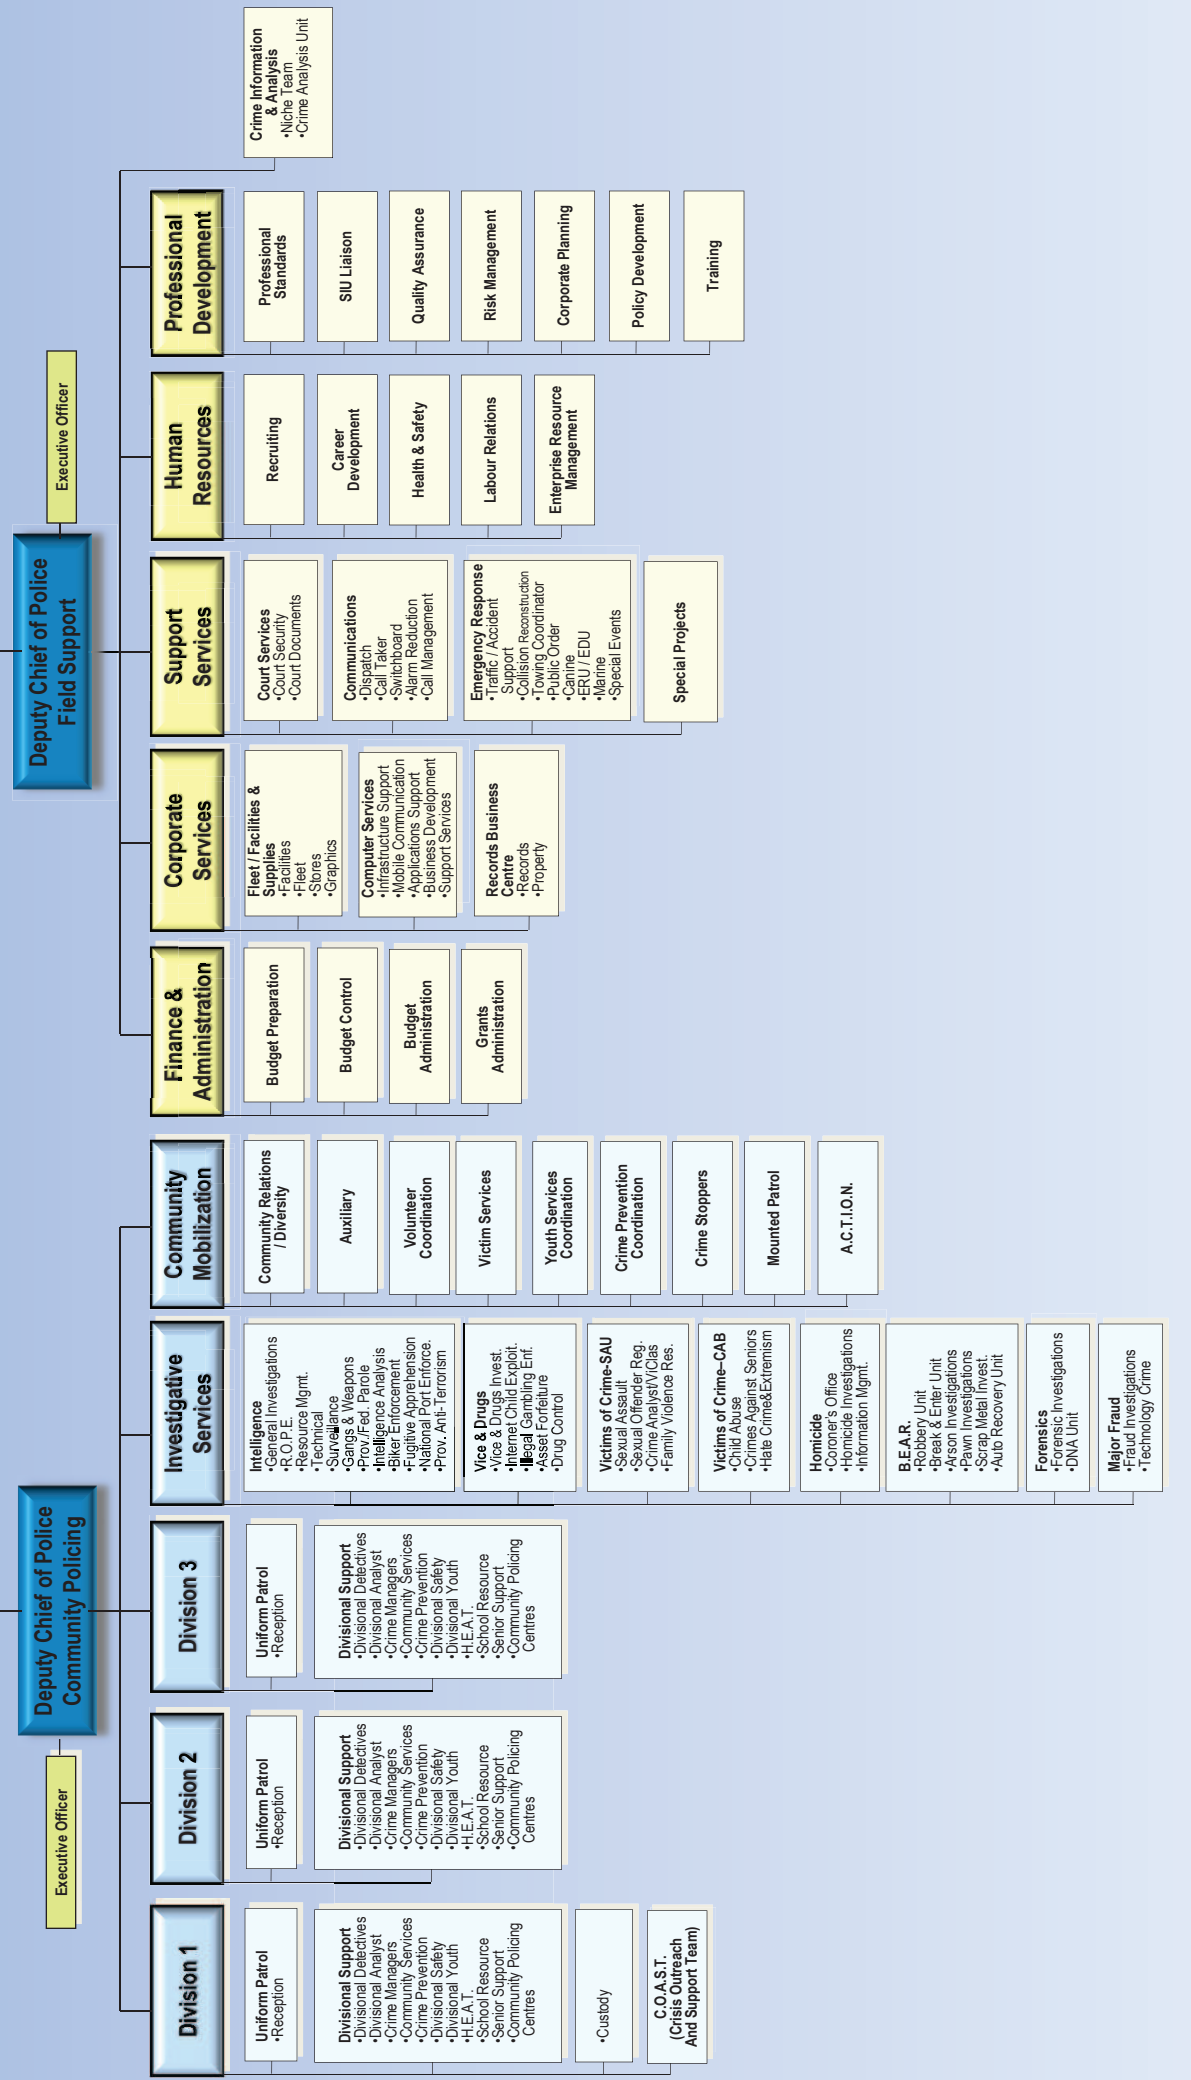 Deputy Chief of Police
Community Policing
Executive Officer
Division 1
Uniform Patrol
•Reception
Divisional Support
•Divisional Detectives
•Divisional Analyst
•Crime Managers
•Community Services
•Crime Prevention
•Divisional Safety
•Divisional Youth
•H.E.A.T.
•School Resource
•Senior Support
•Community Policing
Centres
•Custody
C.O.A.S.T.
(Crisis Outreach
And Support Team)
Division 2
Uniform Patrol
•Reception
Divisional Support
•Divisional Detectives
•Divisional Analyst
•Crime Managers
•Community Services
•Crime Prevention
•Divisional Safety
•Divisional Youth
•H.E.A.T.
•School Resource
•Senior Support
•Community Policing
Centres
Division 3
Uniform Patrol
•Reception
Divisional Support
•Divisional Detectives
•Divisional Analyst
•Crime Managers
•Community Services
•Crime Prevention
•Divisional Safety
•Divisional Youth
•H.E.A.T.
•School Resource
•Senior Support
•Community Policing
Centres
Investigative
Services
Intelligence
•General Investigations
•R.O.P.E.
•Resource Mgmt.
•Technical
•Surveillance
•Gangs & Weapons
•Prov./Fed. Parole
•Intelligence Analysis
•Biker Enforcement
•Fugitive Apprehension
•National Port Enforce.
•Prov. Anti-Terrorism
Vice & Drugs
•Vice & Drugs Invest.
•Internet Child Exploit.
•Illegal Gambling Enf.
•Asset Forfeiture
•Drug Control
Victims of Crime-SAU
•Sexual Assault
•Sexual Offender Reg.
•Crime Analyst/ViClas
•Family Violence Res.
Victims of Crime–CAB
•Child Abuse
•Crimes Against Seniors
•Hate Crime&Extremism
Homicide
•Coroner's Office
•Homicide Investigations
•Information Mgmt.
B.E.A.R.
•Robbery Unit
•Break & Enter Unit
•Arson Investigations
•Pawn Investigations
•Scrap Metal Invest.
•Auto Recovery Unit
Forensics
•Forensic Investigations
•DNA Unit
Major Fraud
•Fraud Investigations
•Technology Crime
Community
Mobilization
Community Relations
/ Diversity
Auxiliary
Volunteer
Coordination
Victim Services
Youth Services
Coordination
Crime Prevention
Coordination
Crime Stoppers
Mounted Patrol
A.C.T.I.O.N.
Deputy Chief of Police
Field Support
Executive Officer
Finance &
Administration
Budget Preparation
Budget Control
Budget
Administration
Grants
Administration
Corporate
Services
Fleet / Facilities &
Supplies
•Facilities
•Fleet
•Stores
•Graphics
Computer Services
•Infrastructure Support
•Mobile Communication
•Applications Support
•Business Development
•Support Services
Records Business
Centre
•Records
•Property
Support
Services
Court Services
•Court Security
•Court Documents
Communications
•Dispatch
•Call Taker
•Switchboard
•Alarm Reduction
•Call Management
Emergency Response
•Traffic / Accident
Support
•Collision Reconstruction
•Towing Coordinator
•Public Order
•Canine
•ERU / EDU
•Marine
•Special Events
Special Projects
Human
Resources
Recruiting
Career
Development
Health & Safety
Labour Relations
Enterprise Resource
Management
Professional
Development
Professional
Standards
SIU Liaison
Quality Assurance
Risk Management
Corporate Planning
Policy Development
Training
Crime Information
& Analysis
•Niche Team
•Crime Analysis Unit